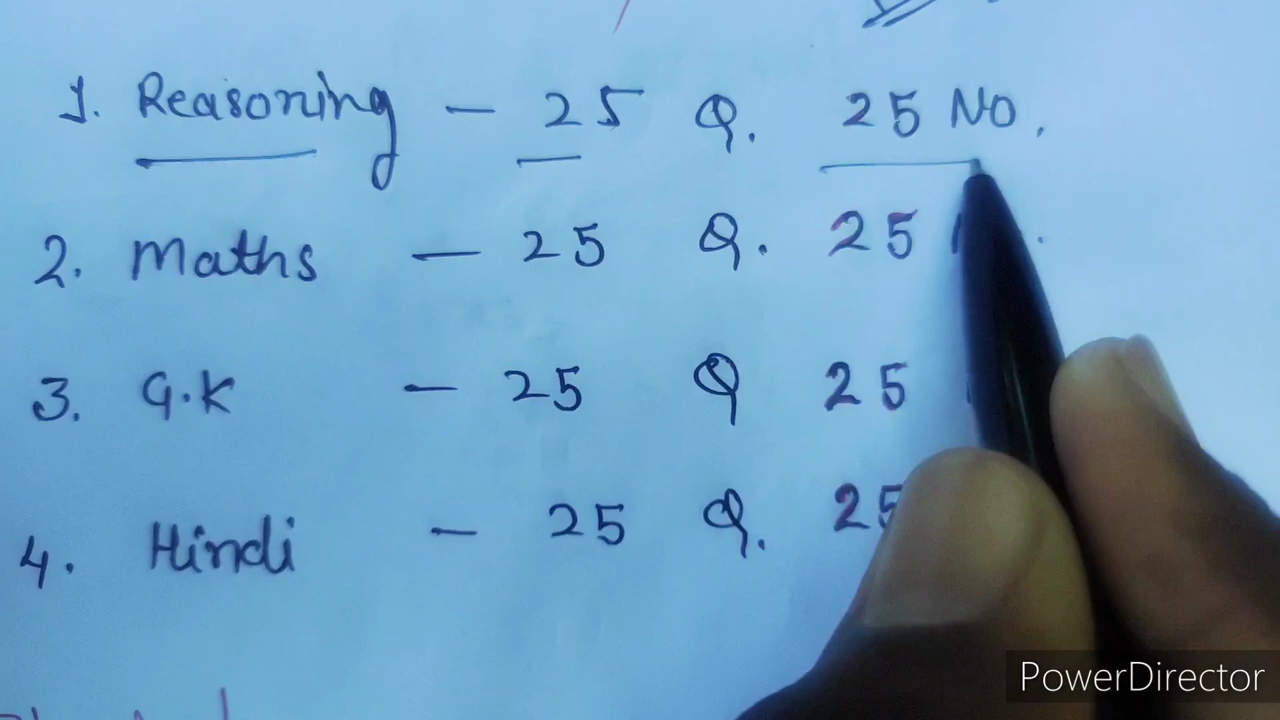 1. Reasoning - 25 Q. 25 No.
2. Maths - 25 Q. 25
3. G.K - 25 Q 25
4. Hindi - 25 Q. 25
PowerDirector